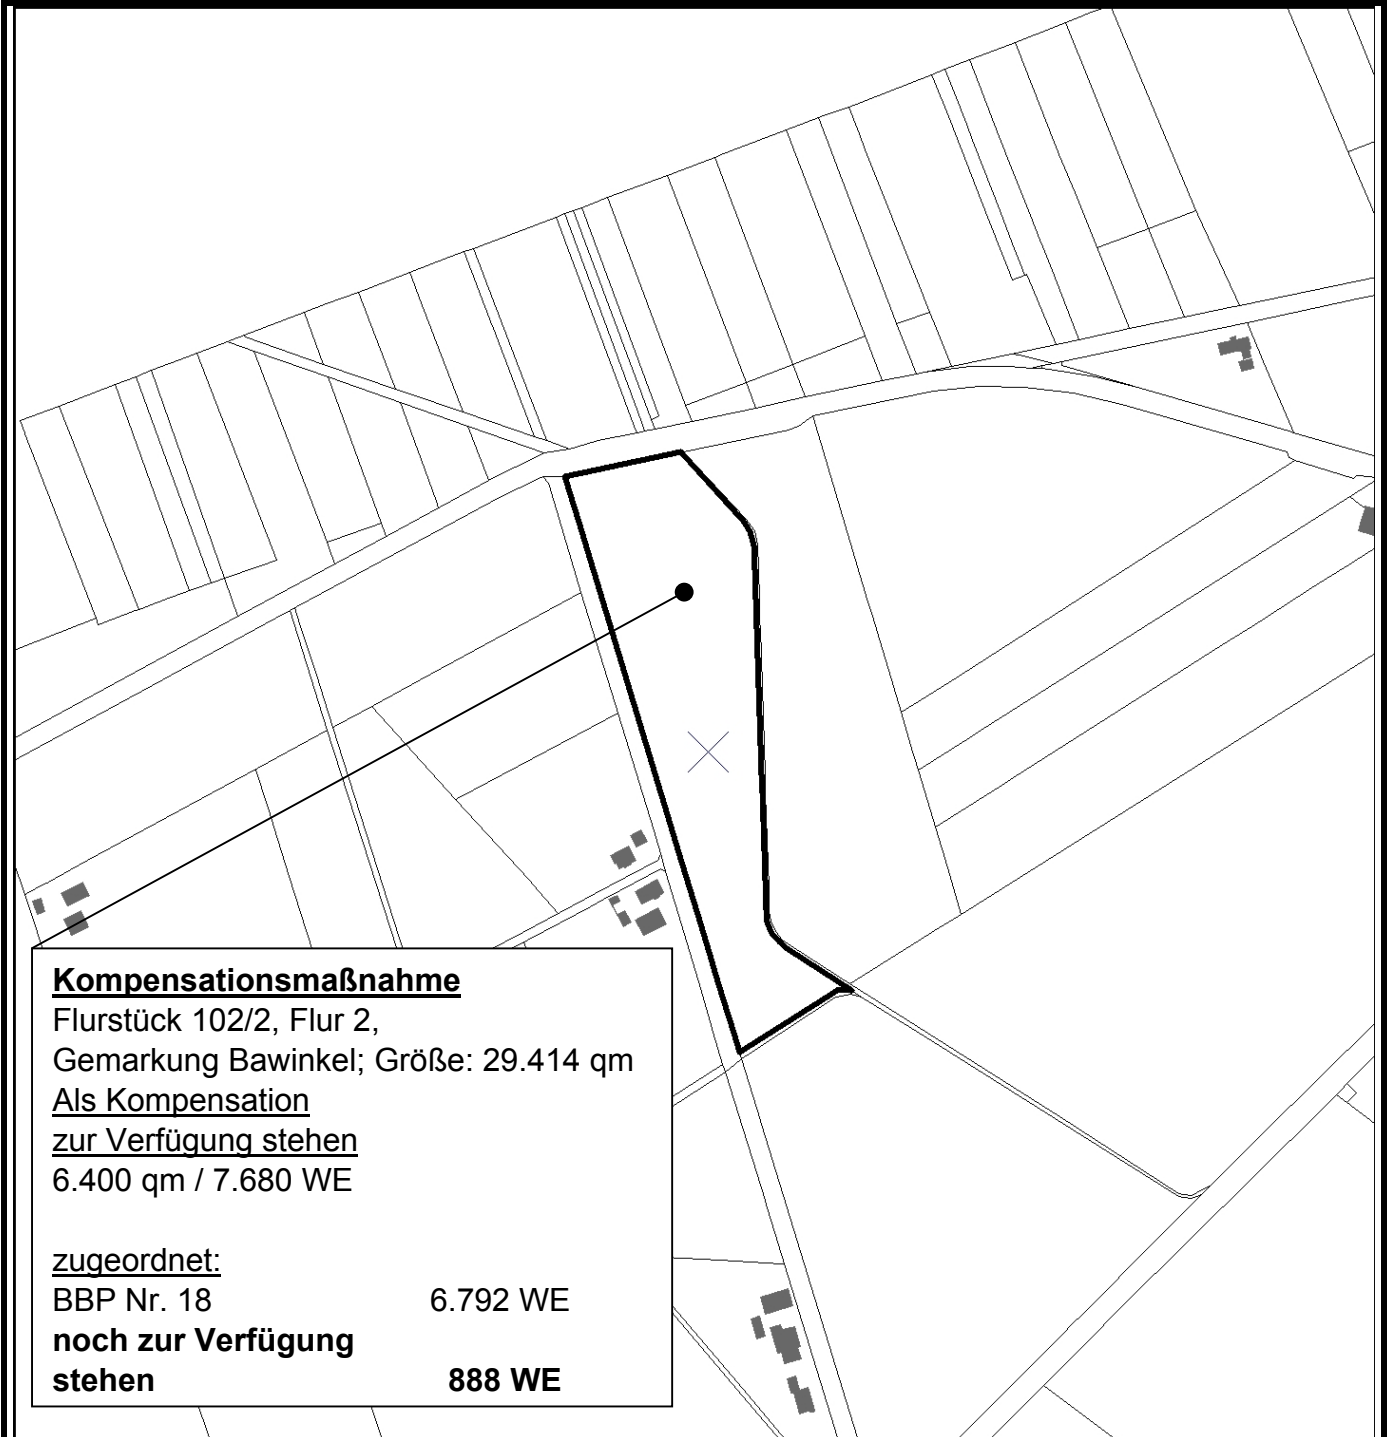 Kompensationsmaßnahme
Flurstück 102/2, Flur 2,
Gemarkung Bawinkel; Größe: 29.414 qm
Als Kompensation
zur Verfügung stehen
6.400 qm / 7.680 WE
zugeordnet:
BBP Nr. 18 6.792 WE
noch zur Verfügung
stehen 888 WE